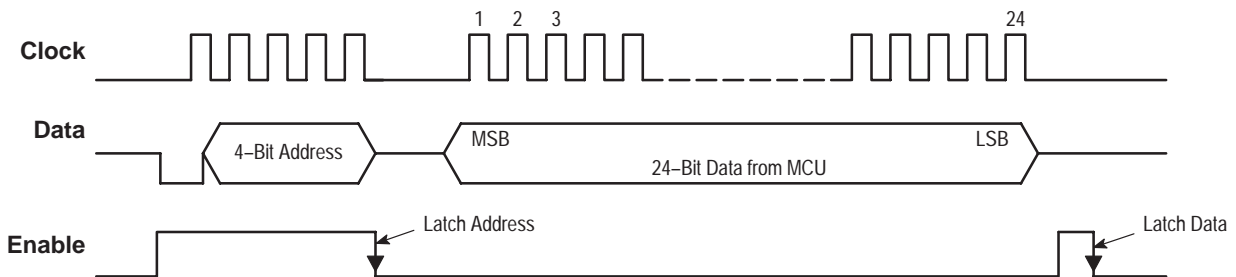 1 2 3 24
Clock
Data
MSB LSB
4–Bit Address
24–Bit Data from MCU
Latch Address Latch Data
Enable